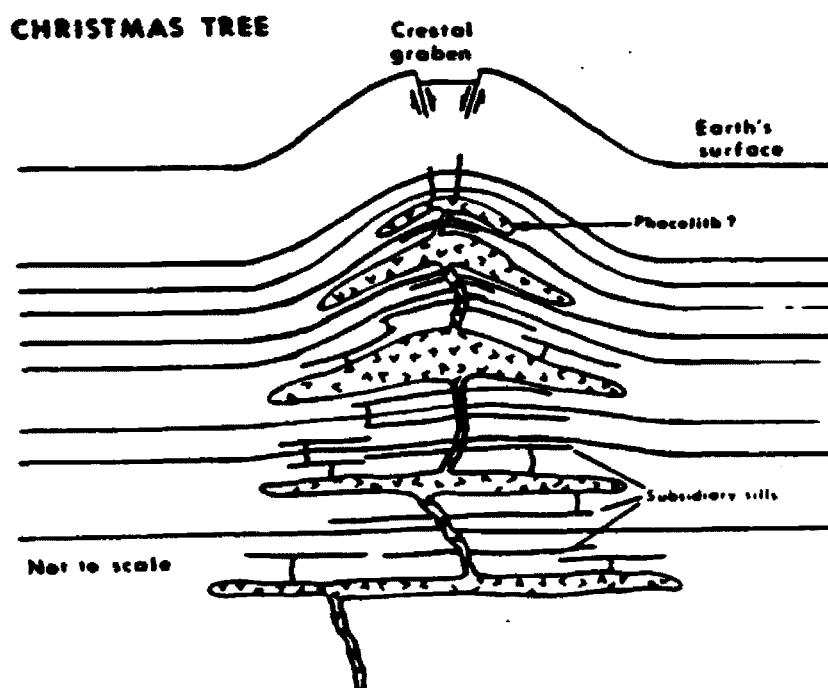 CHRISTMAS TREE
Crestal
graben
Earth's
surface
Phacolith ?
Subsidiary sills
Not to scale